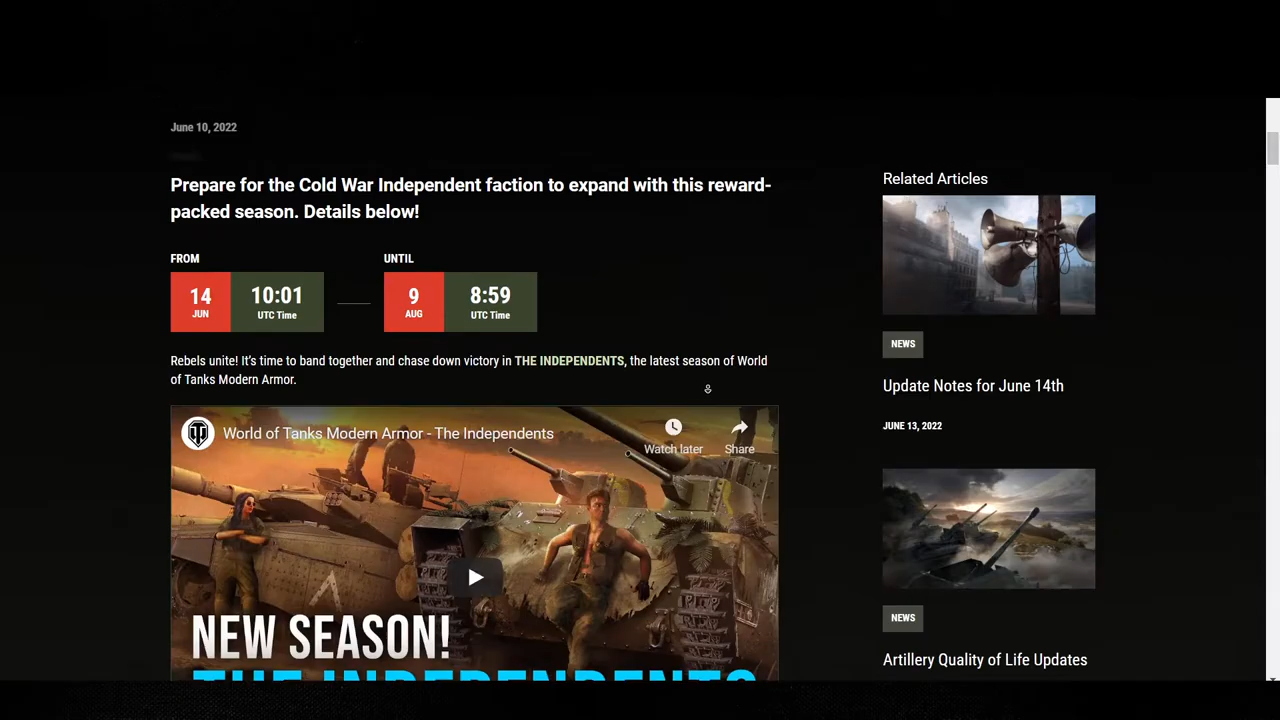 June 10, 2022
Prepare for the Cold War Independent faction to expand with this reward-
packed season. Details below!
FROM
UNTIL
14
JUN
10:01
UTC Time
9
AUG
8:59
UTC Time
Rebels unite! It's time to band together and chase down victory in THE INDEPENDENTS, the latest season of World
of Tanks Modern Armor.
World of Tanks Modern Armor - The Independents
Watch later
Share
NEW SEASON!
THE INDEPENDENTS
Related Articles
NEWS
Update Notes for June 14th
JUNE 13, 2022
NEWS
Artillery Quality of Life Updates